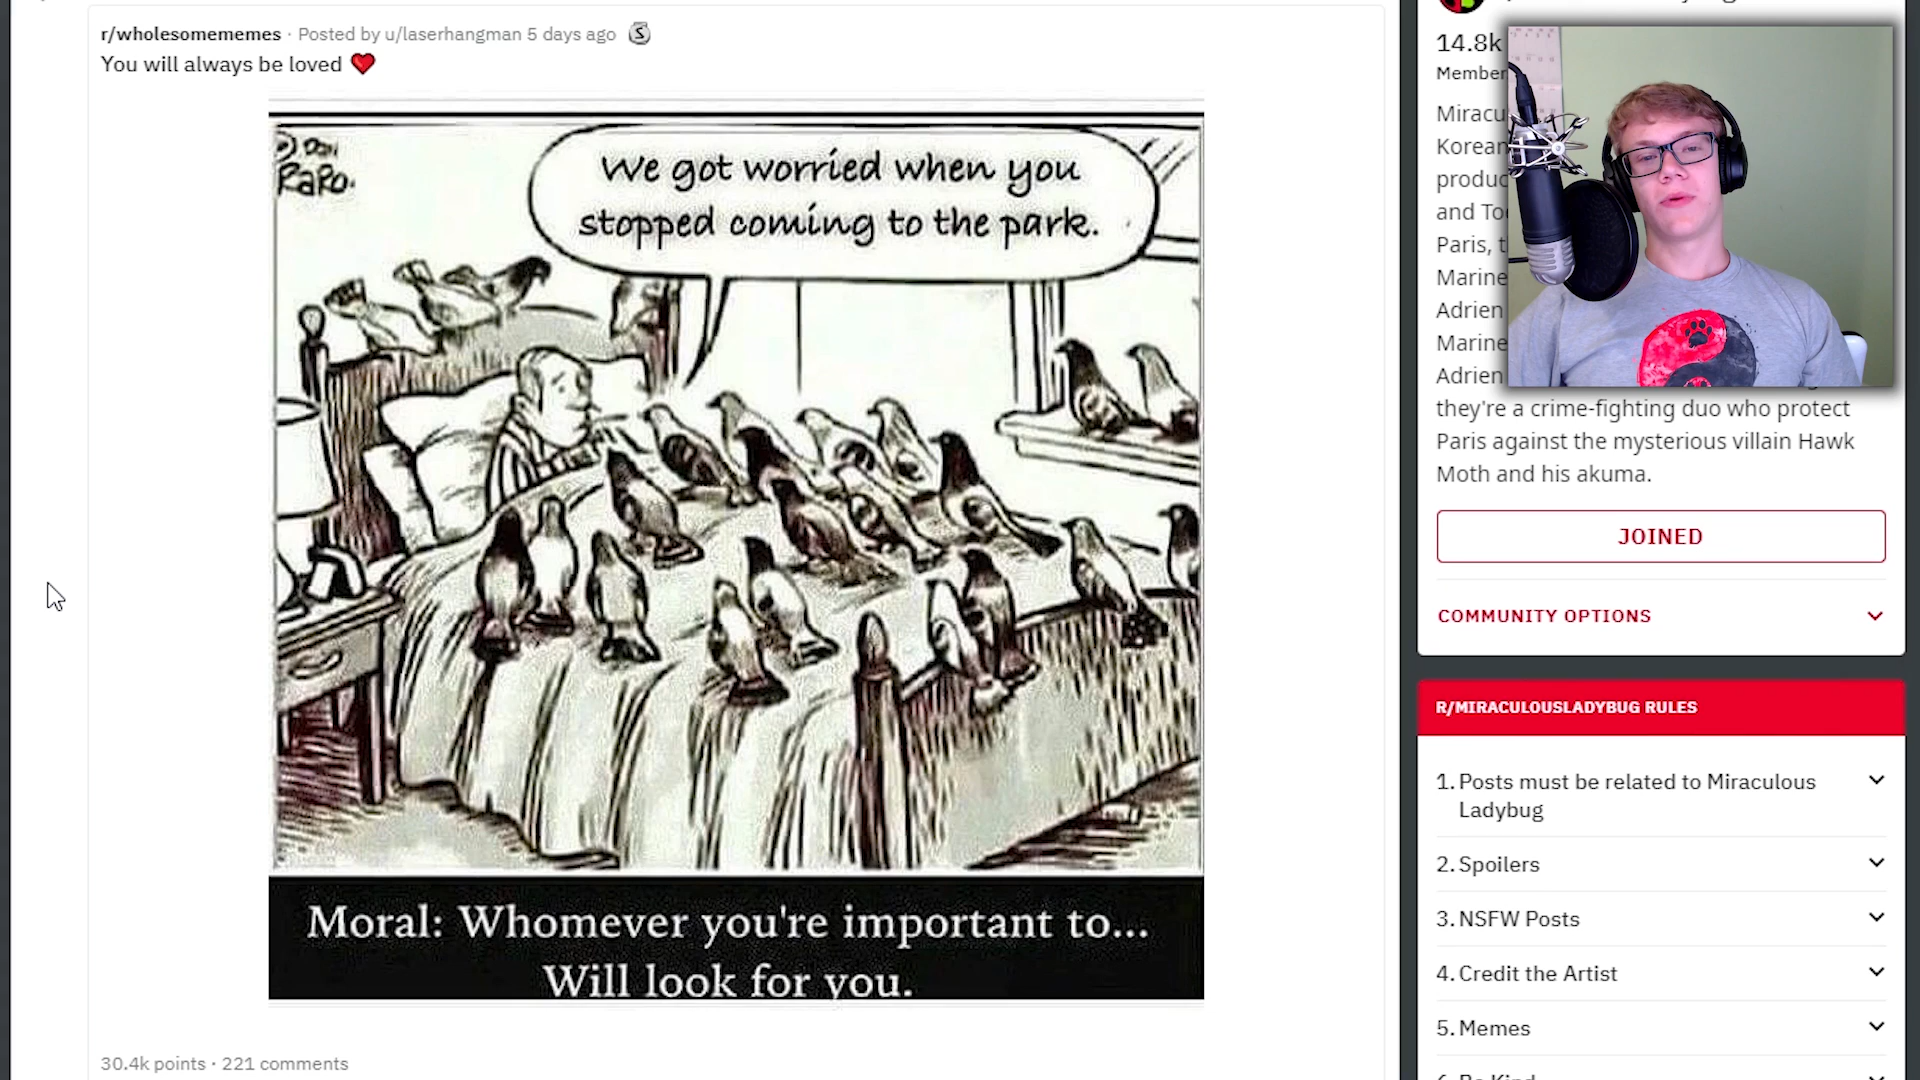 r/wholesomememes · Posted by u/laserhangman 5 days ago
You will always be loved
Dan
RaRo.
We got worried when you
stopped coming to the park.
Moral: Whomever you're important to...
Will look for you.
30.4k points · 221 comments
14.8k
Member
Miracu
Korean
produc
and To
Paris, t
Marine
Adrien
Marine
Adrien
they're a crime-fighting duo who protect
Paris against the mysterious villain Hawk
Moth and his akuma.
JOINED
COMMUNITY OPTIONS
R/MIRACULOUSLADYBUG RULES
1. Posts must be related to Miraculous
Ladybug
2. Spoilers
3. NSFW Posts
4. Credit the Artist
5. Memes